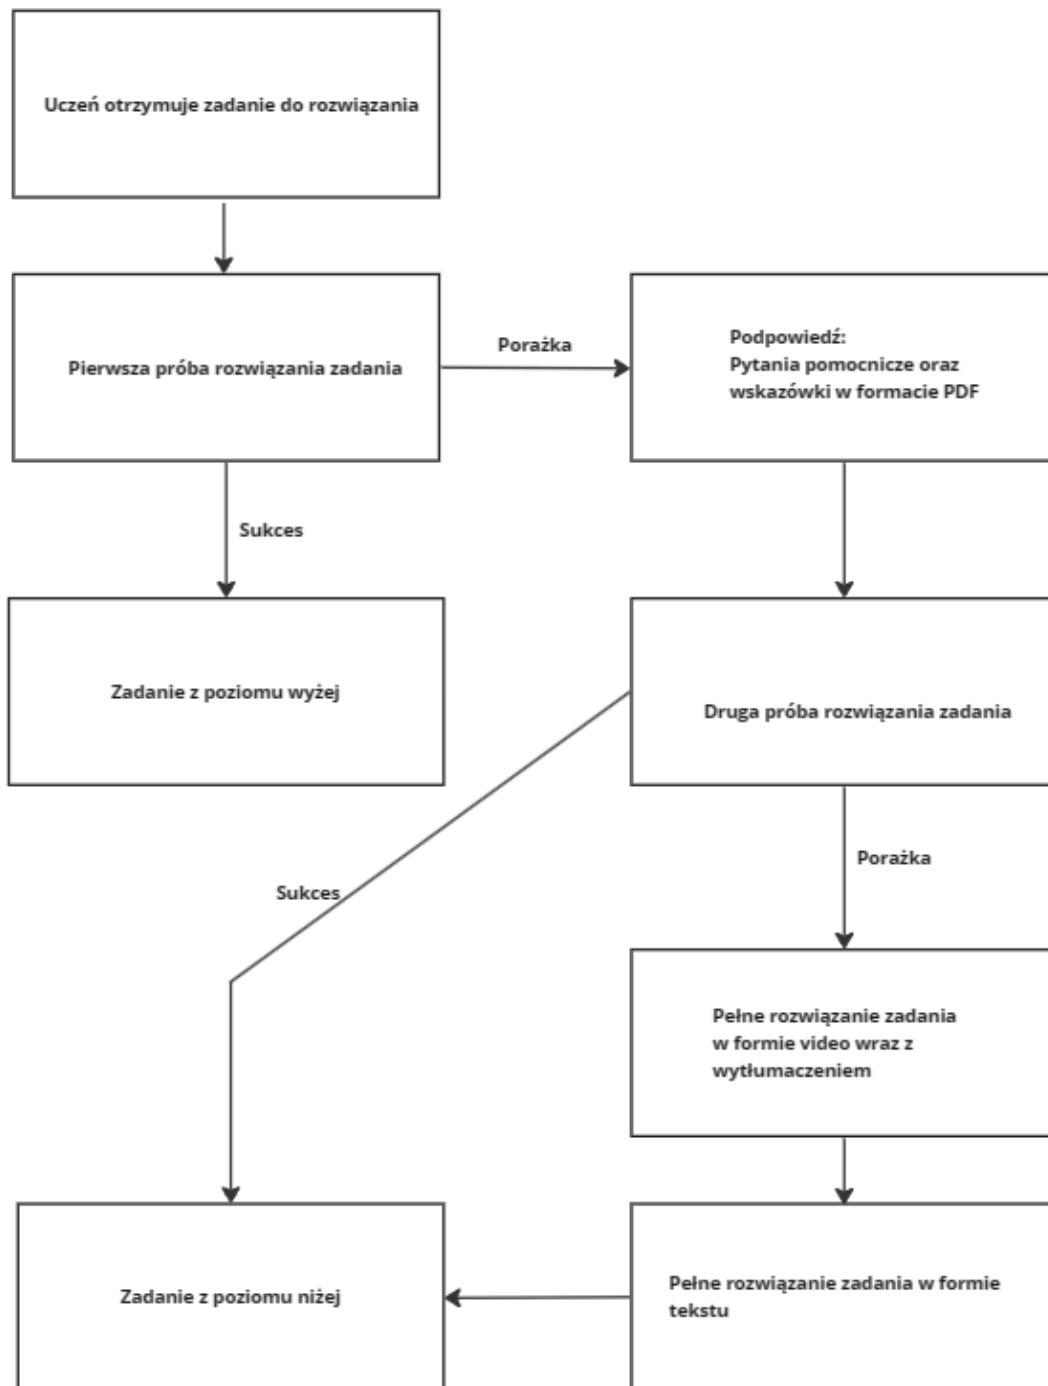 Uczeń otrzymuje zadanie do rozwiązania
Pierwsza próba rozwiązania zadania
Porażka
Podpowiedź:
Pytania pomocnicze oraz
wskazówki w formacie PDF
Sukces
Zadanie z poziomu wyżej
Druga próba rozwiązania zadania
Porażka
Sukces
Pełne rozwiązanie zadania
w formie video wraz z
wytłumaczeniem
Zadanie z poziomu niżej
Pełne rozwiązanie zadania w formie
tekstu